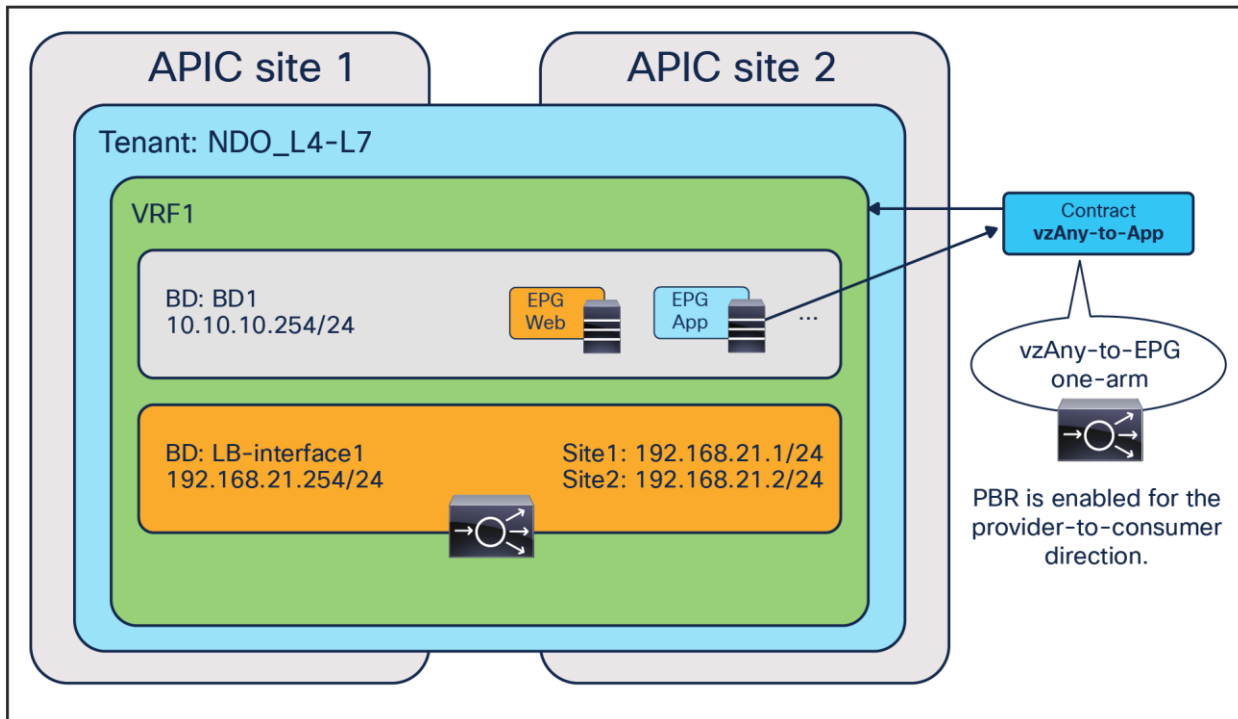 APIC site 1
APIC site 2
Tenant: NDO_L4-L7
VRF1
BD: BD1
10.10.10.254/24
EPG
Web
EPG
App
...
Contract
vzAny-to-App
vzAny-to-EPG
one-arm
BD: LB-interface1
192.168.21.254/24
Site1: 192.168.21.1/24
Site2: 192.168.21.2/24
PBR is enabled for the
provider-to-consumer
direction.